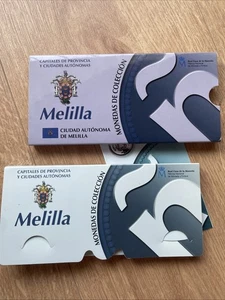 CAPITALES DE PROVINCIA
Y CIUDADES AUTÓNOMAS
Melilla
CIUDAD AUTÓNOMA
DE MELILLA
MONEDAS DE COLECCIÓN
CAPITALES DE PROVINCIA
Y CIUDADES AUTÓNOMAS
Melilla
MONEDAS DE COLECCIÓN